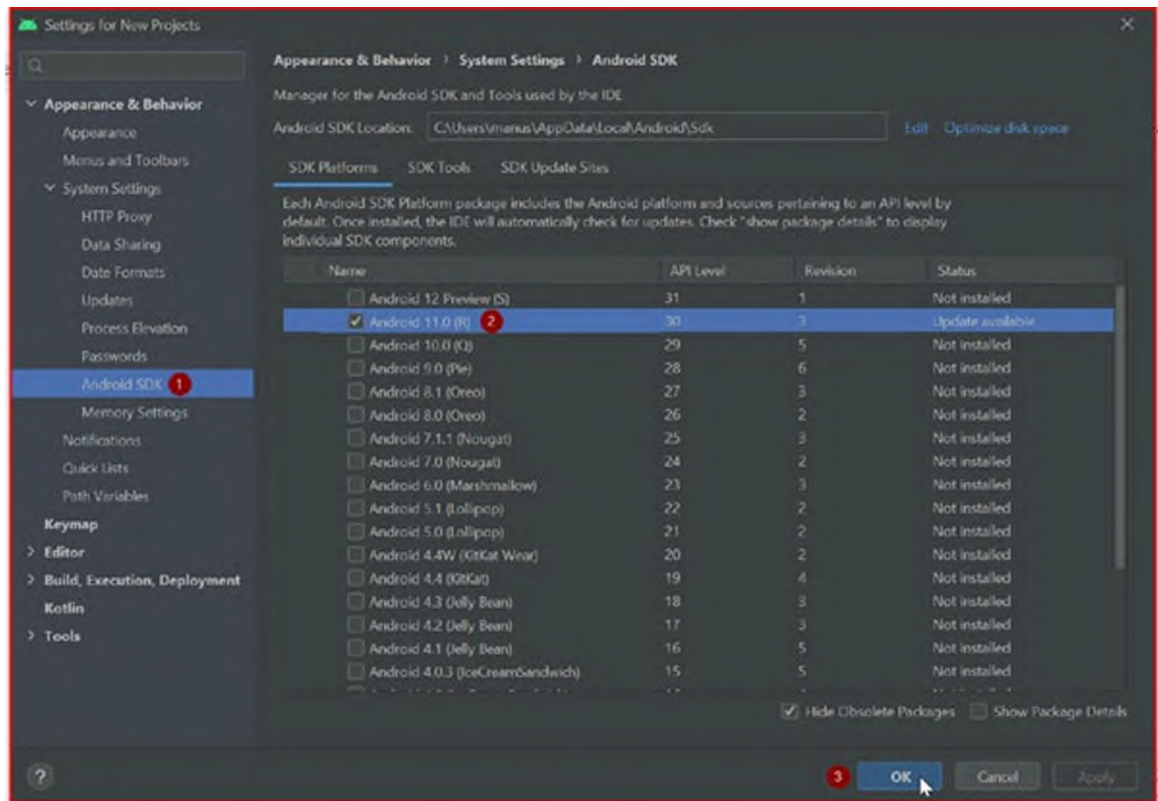 Settings for New Projects
Appearance & Behavior › System Settings › Android SDK
Manager for the Android SDK and Tools used by the IDE
Android SDK Location: C:\Users\manus\AppData\Local\Android\Sdk Edit Optimize disk space
Appearance & Behavior
Appearance
Menus and Toolbars
System Settings
HTTP Proxy
Data Sharing
Date Formats
Updates
Process Elevation
Passwords
Android SDK 1
Memory Settings
Notifications
Quick Lists
Path Variables
Keymap
Editor
Build, Execution, Deployment
Kotlin
Tools
SDK Platforms SDK Tools SDK Update Sites
Each Android SDK Platform package includes the Android platform and sources pertaining to an API level by
default. Once installed, the IDE will automatically check for updates. Check "show package details" to display
individual SDK components.
Name API Level Revision Status
Android 12 Preview (S) 31 1 Not installed
Android 11.0 (R) 2 30 3 Update available
Android 10.0 (Q) 29 5 Not installed
Android 9.0 (Pie) 28 6 Not installed
Android 8.1 (Oreo) 27 3 Not installed
Android 8.0 (Oreo) 26 2 Not installed
Android 7.1.1 (Nougat) 25 3 Not installed
Android 7.0 (Nougat) 24 2 Not installed
Android 6.0 (Marshmallow) 23 3 Not installed
Android 5.1 (Lollipop) 22 2 Not installed
Android 5.0 (Lollipop) 21 2 Not installed
Android 4.4W (KitKat Wear) 20 2 Not installed
Android 4.4 (KitKat) 19 4 Not installed
Android 4.3 (Jelly Bean) 18 3 Not installed
Android 4.2 (Jelly Bean) 17 3 Not installed
Android 4.1 (Jelly Bean) 16 5 Not installed
Android 4.0.3 (IceCreamSandwich) 15 5 Not installed
Hide Obsolete Packages Show Package Details
? 3 OK Cancel Apply